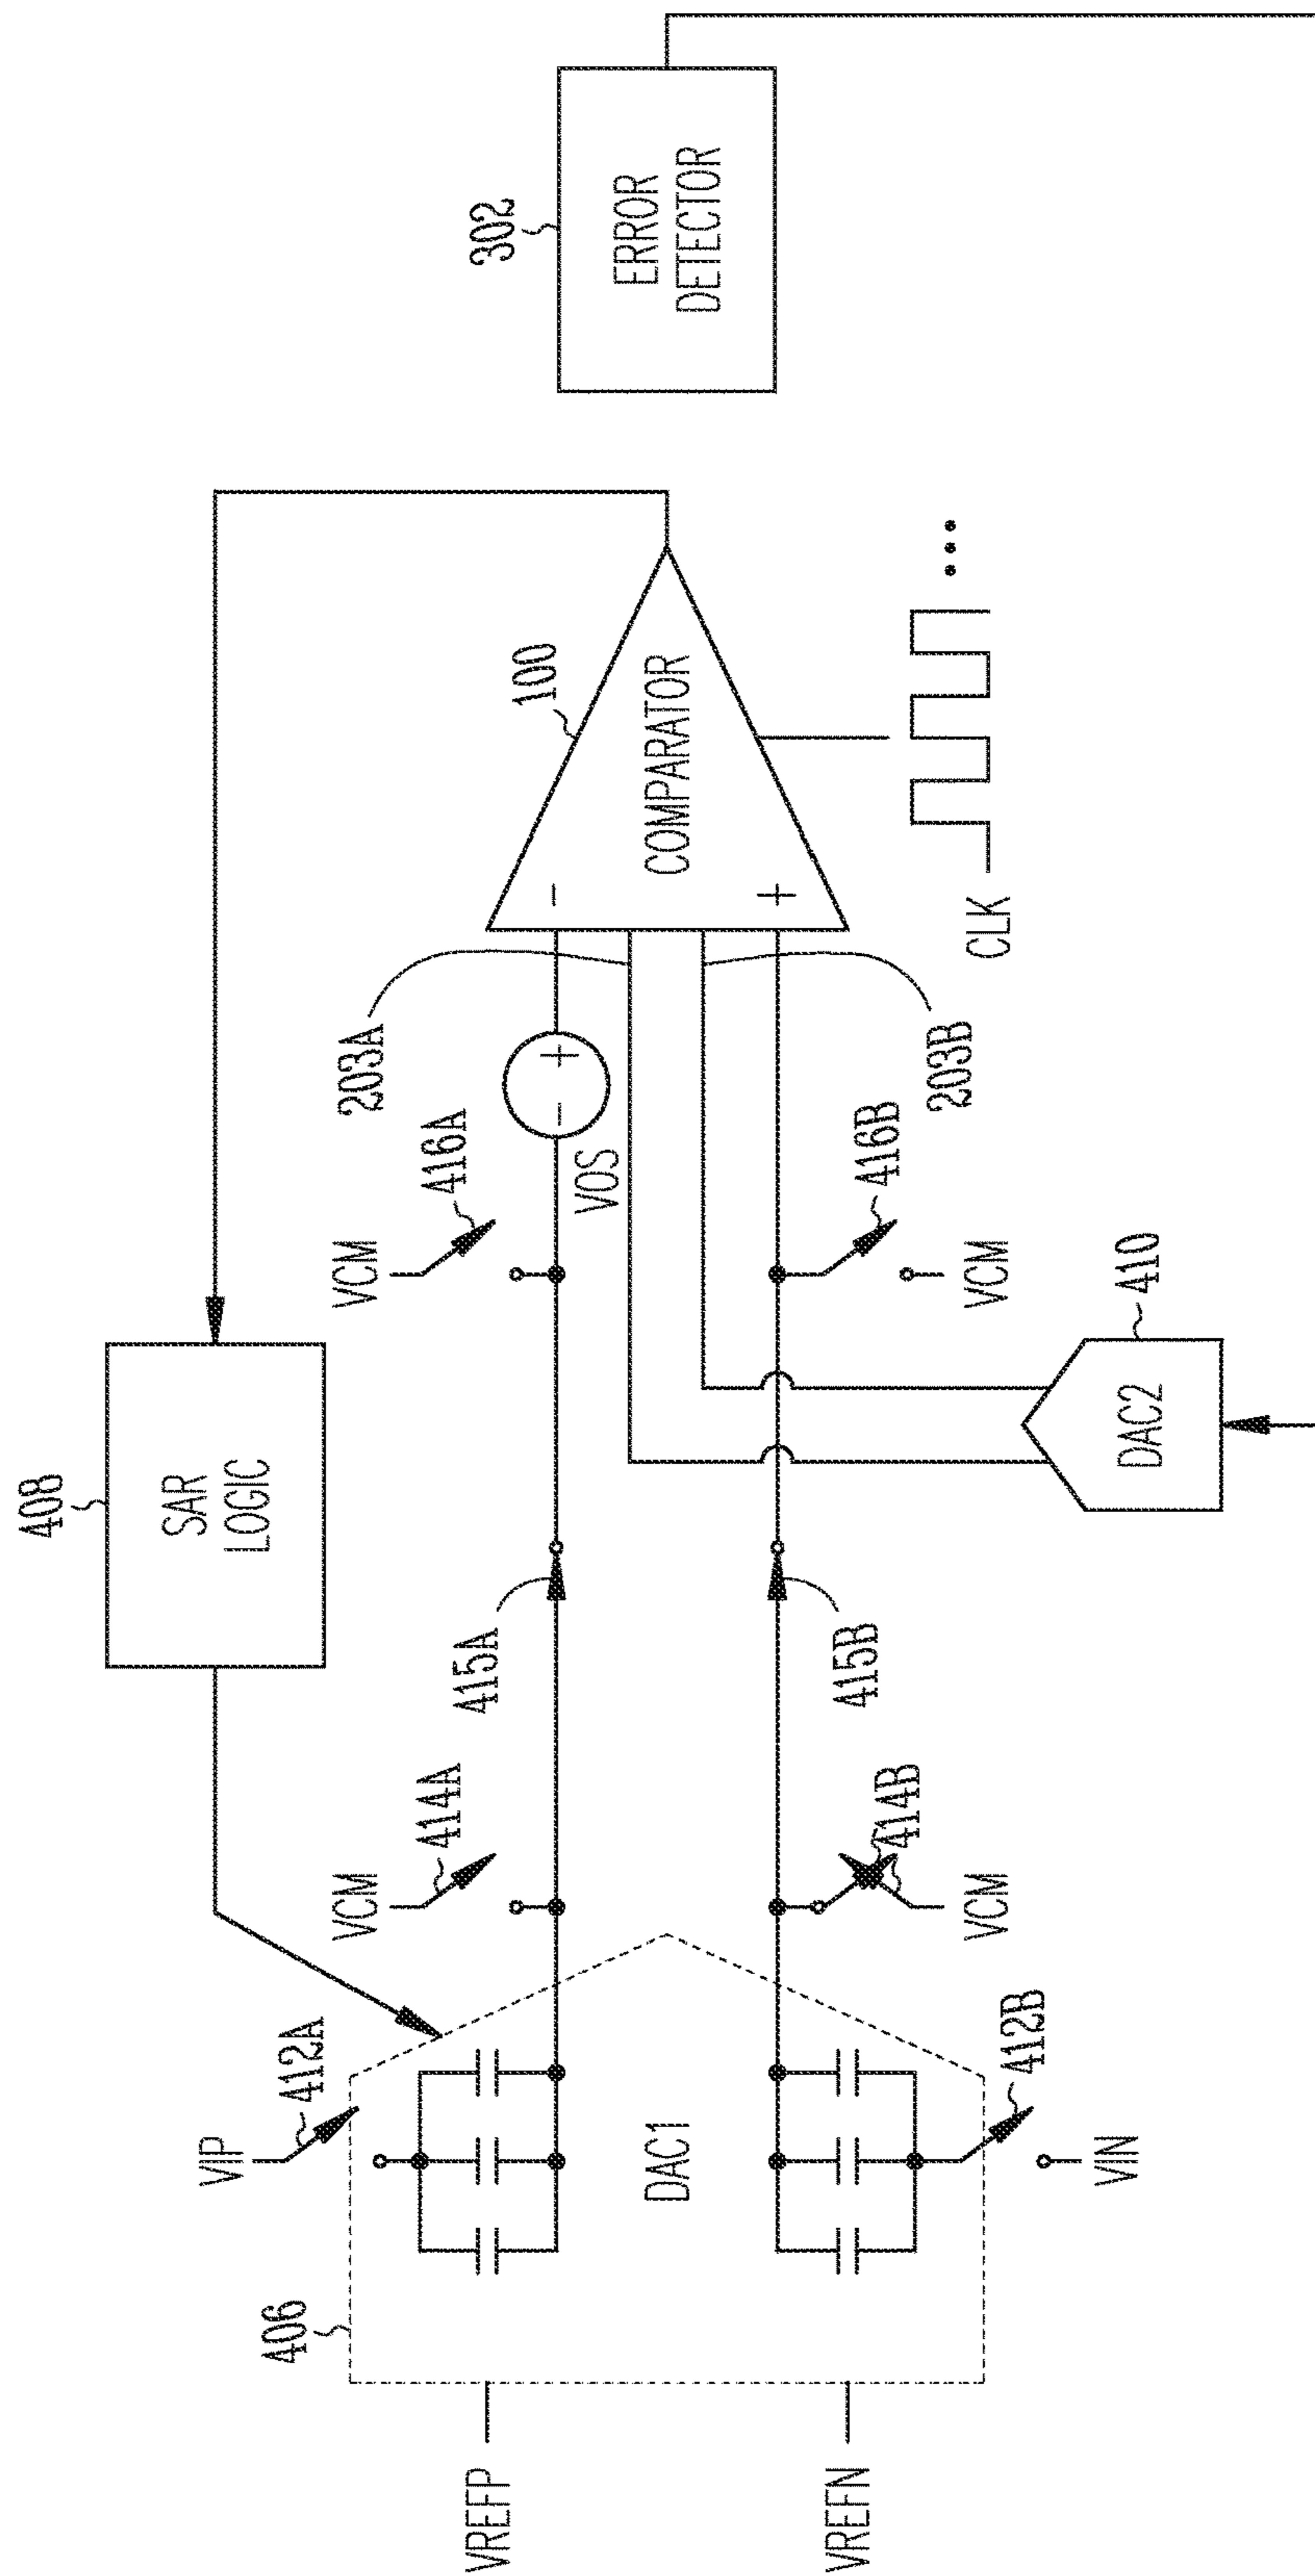 408
SAR
LOGIC
302
ERROR
DETECTOR
VIP
412A
VCM
414A
415A
VCM
416A
203A
100
406
VREFP
VREFN
DAC1
VOS
-
+
-
+
COMPARATOR
VIN
412B
VCM
414B
415B
VCM
416B
203B
CLK
...
DAC2
410